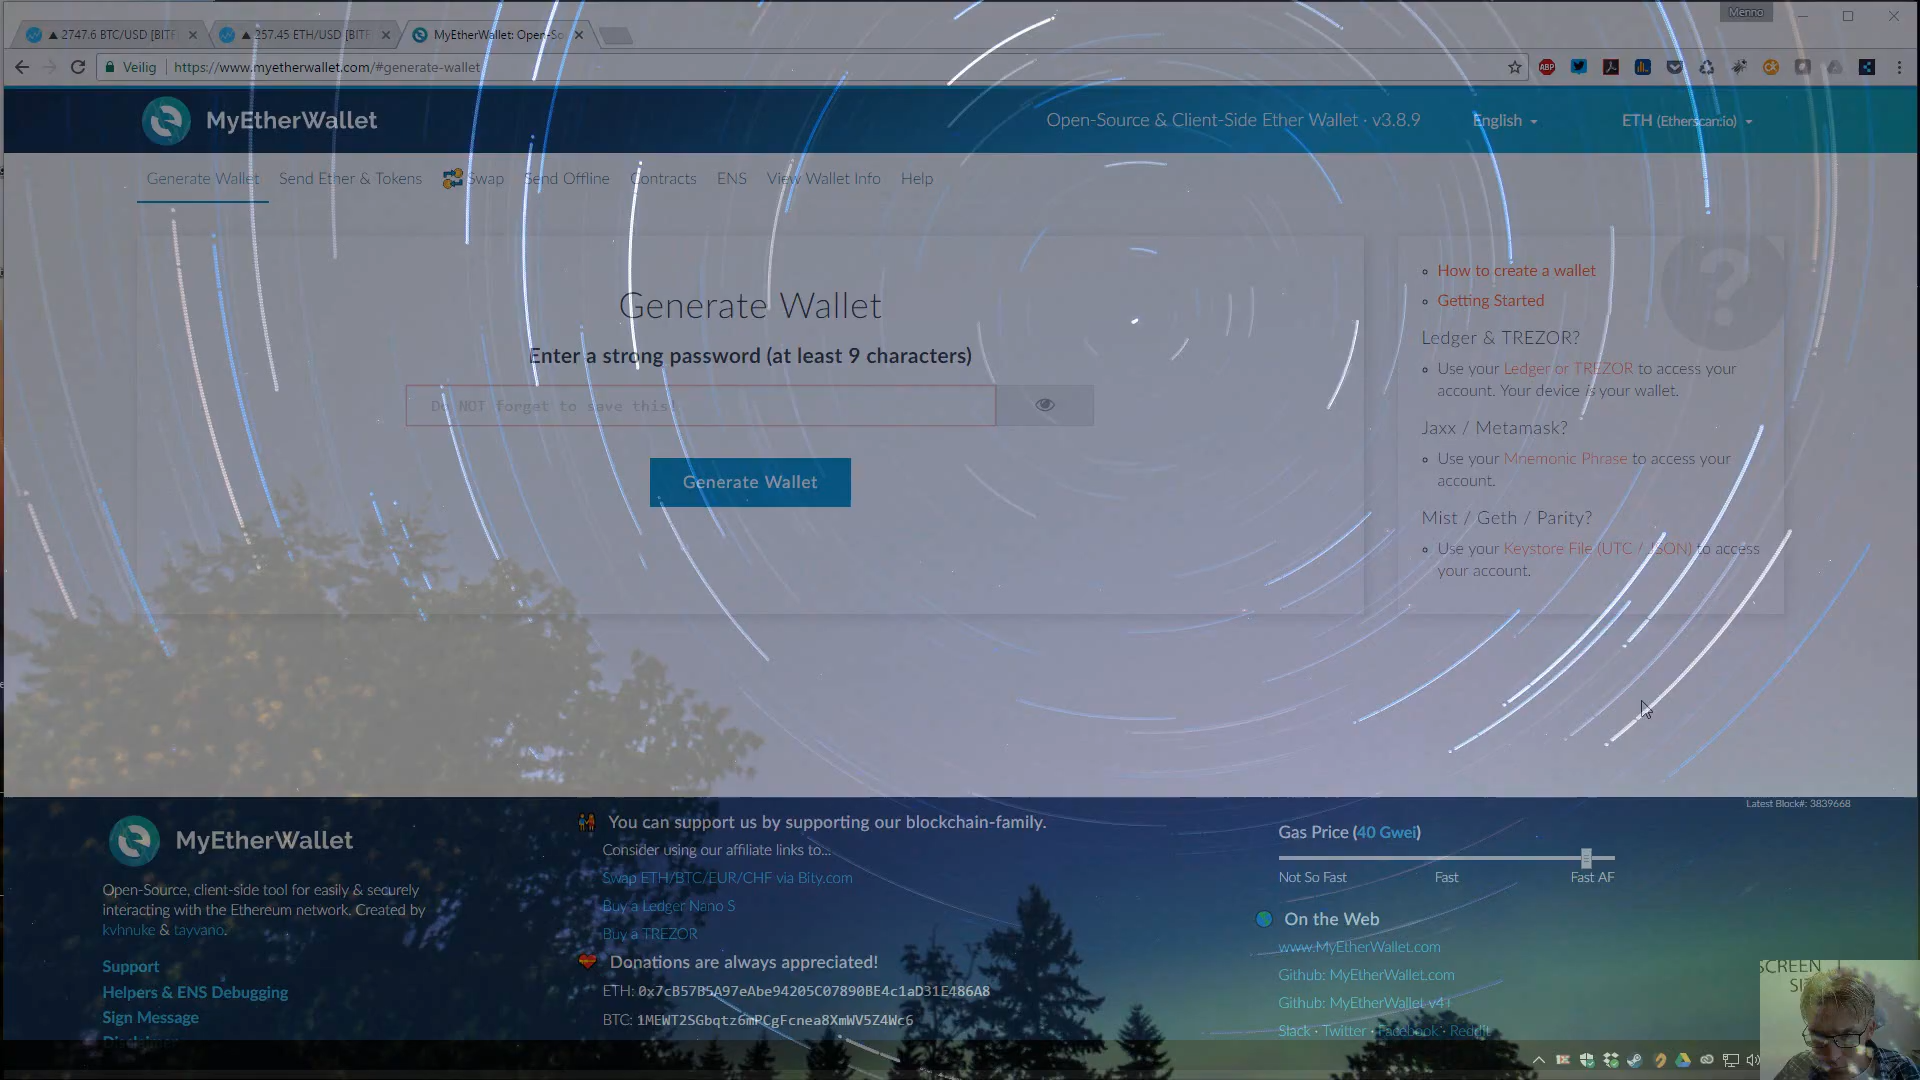 Menno
2747.6 BTC/USD [BITF
257.45 ETH/USD [BITF
MyEtherWallet: Open-So
Veilig
https://www.myetherwallet.com/#generate-wallet
ABP
MyEtherWallet
Open-Source & Client-Side Ether Wallet · v3.8.9
English
ETH (Etherscan.io)
Generate Wallet
Send Ether & Tokens
Swap
Send Offline
Contracts
ENS
View Wallet Info
Help
Generate Wallet
Enter a strong password (at least 9 characters)
Do NOT forget to save this!
Generate Wallet
How to create a wallet
Getting Started
Ledger & TREZOR?
Use your Ledger or TREZOR to access your
account. Your device is your wallet.
Jaxx / Metamask?
Use your Mnemonic Phrase to access your
account.
Mist / Geth / Parity?
Use your Keystore File (UTC / JSON) to access
your account.
Latest Block#: 3839668
MyEtherWallet
Open-Source, client-side tool for easily & securely
interacting with the Ethereum network. Created by
kvhnuke & tayvano.
Support
Helpers & ENS Debugging
Sign Message
Disclaimer
You can support us by supporting our blockchain-family.
Consider using our affiliate links to...
Swap ETH/BTC/EUR/CHF via Bity.com
Buy a Ledger Nano S
Buy a TREZOR
Donations are always appreciated!
ETH: 0x7cB57B5A97eAbe94205C07890BE4c1aD31E486A8
BTC: 1MEWT2SGbqtz6mPCgFcnea8XmWV5Z4Wc6
Gas Price (40 Gwei)
Not So Fast
Fast
Fast AF
On the Web
www.MyEtherWallet.com
Github: MyEtherWallet.com
Github: MyEtherWallet v4+
Slack · Twitter · Facebook · Reddit
SCREEN